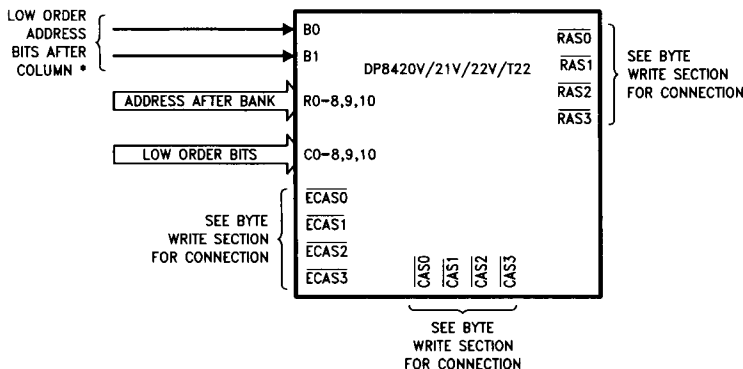 LOW ORDER
ADDRESS
BITS AFTER
COLUMN *
B0
B1
ADDRESS AFTER BANK
R0-8,9,10
LOW ORDER BITS
C0-8,9,10
DP8420V/21V/22V/T22
RAS0
RAS1
RAS2
RAS3
SEE BYTE
WRITE SECTION
FOR CONNECTION
SEE BYTE
WRITE SECTION
FOR CONNECTION
ECAS0
ECAS1
ECAS2
ECAS3
CAS0
CAS1
CAS2
CAS3
SEE BYTE
WRITE SECTION
FOR CONNECTION